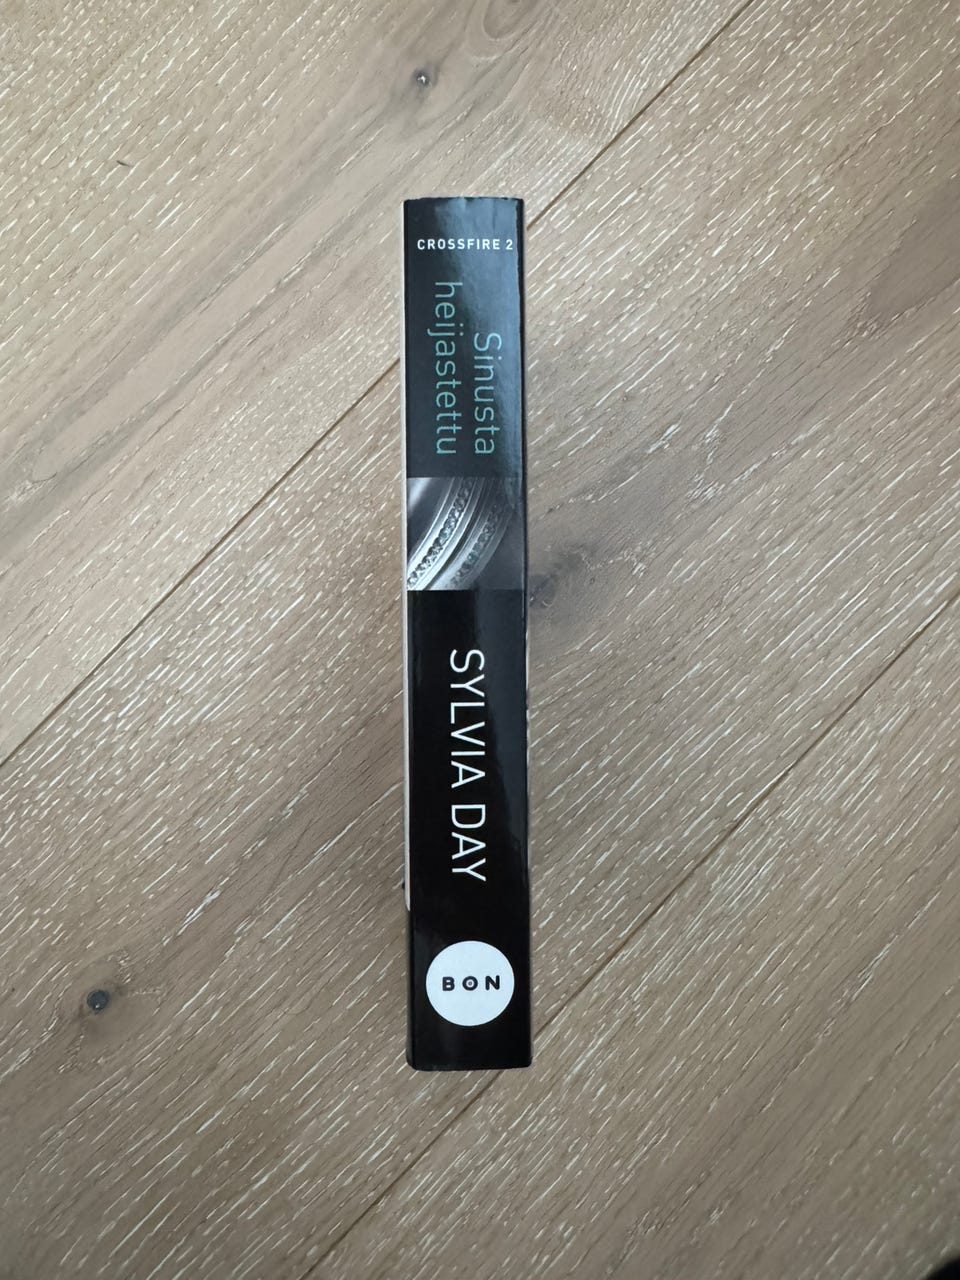 CROSSFIRE 2
Sinusta
heijastettu
SYLVIA DAY
BON